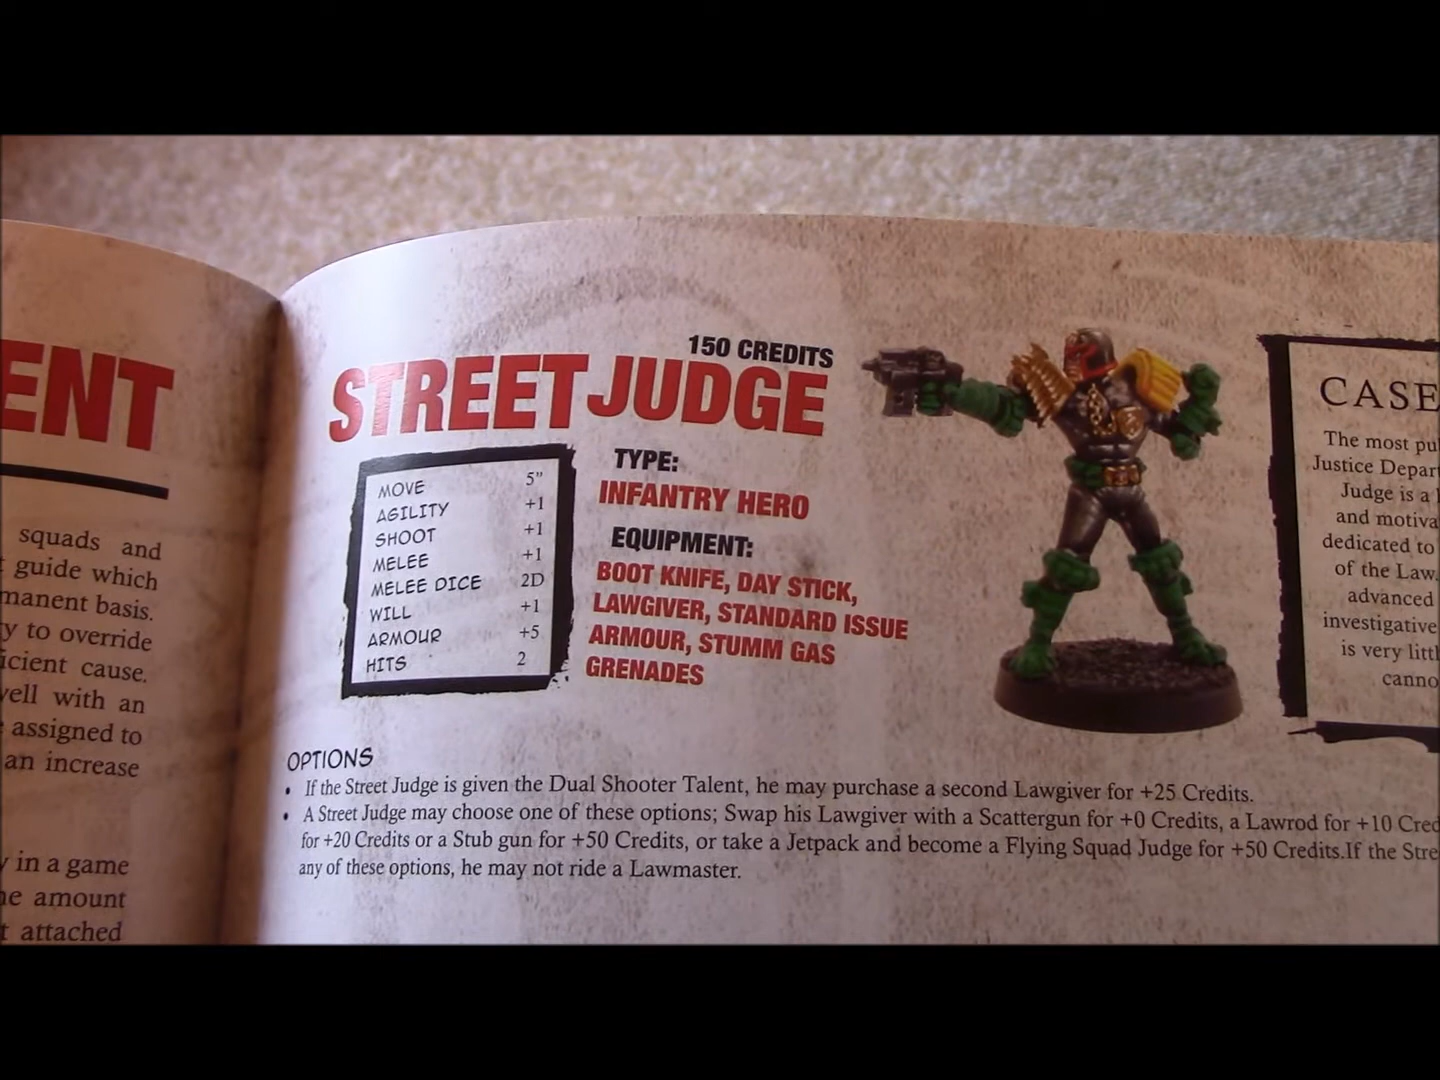 ENT
squads and
guide which
manent basis.
y to override
icient cause.
vell with an
assigned to
an increase
y in a game
ne amount
t attached
150 CREDITS
STREET JUDGE
MOVE 5"
AGILITY +1
SHOOT +1
MELEE +1
MELEE DICE 2D
WILL +1
ARMOUR +5
HITS 2
TYPE:
INFANTRY HERO
EQUIPMENT:
BOOT KNIFE, DAY STICK,
LAWGIVER, STANDARD ISSUE
ARMOUR, STUMM GAS
GRENADES
OPTIONS
• If the Street Judge is given the Dual Shooter Talent, he may purchase a second Lawgiver for +25 Credits.
• A Street Judge may choose one of these options; Swap his Lawgiver with a Scattergun for +0 Credits, a Lawrod for +10 Cred
for +20 Credits or a Stub gun for +50 Credits, or take a Jetpack and become a Flying Squad Judge for +50 Credits.If the Stre
any of these options, he may not ride a Lawmaster.
CASE
The most pu
Justice Depar
Judge is a
and motiva
dedicated to
of the Law.
advanced
investigative
is very littl
canno